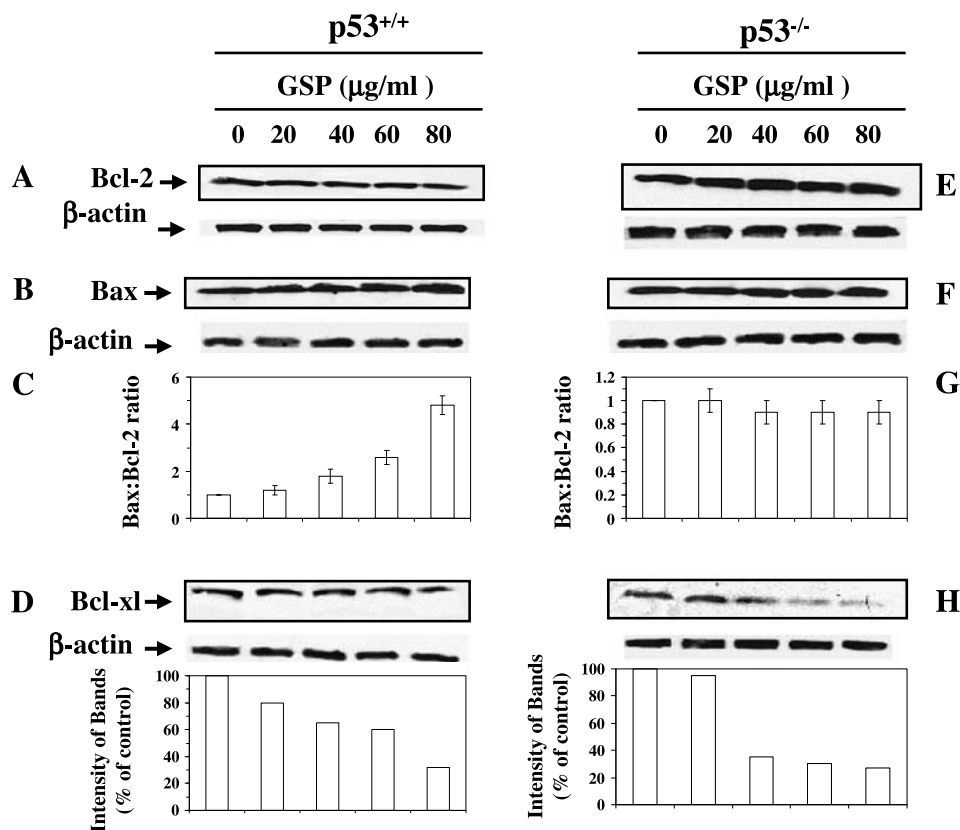 p53+/+
p53-/-
GSP (μg/ml )
GSP (μg/ml )
0 20 40 60 80
0 20 40 60 80
A
Bcl-2
E
β-actin
B
Bax
F
β-actin
C
G
Bax:Bcl-2 ratio
6
4
2
0
Bax:Bcl-2 ratio
1.2
1
0.8
0.6
0.4
0.2
0
D
Bcl-xl
H
β-actin
Intensity of Bands
(% of control)
100
80
60
40
20
0
Intensity of Bands
(% of control)
100
80
60
40
20
0